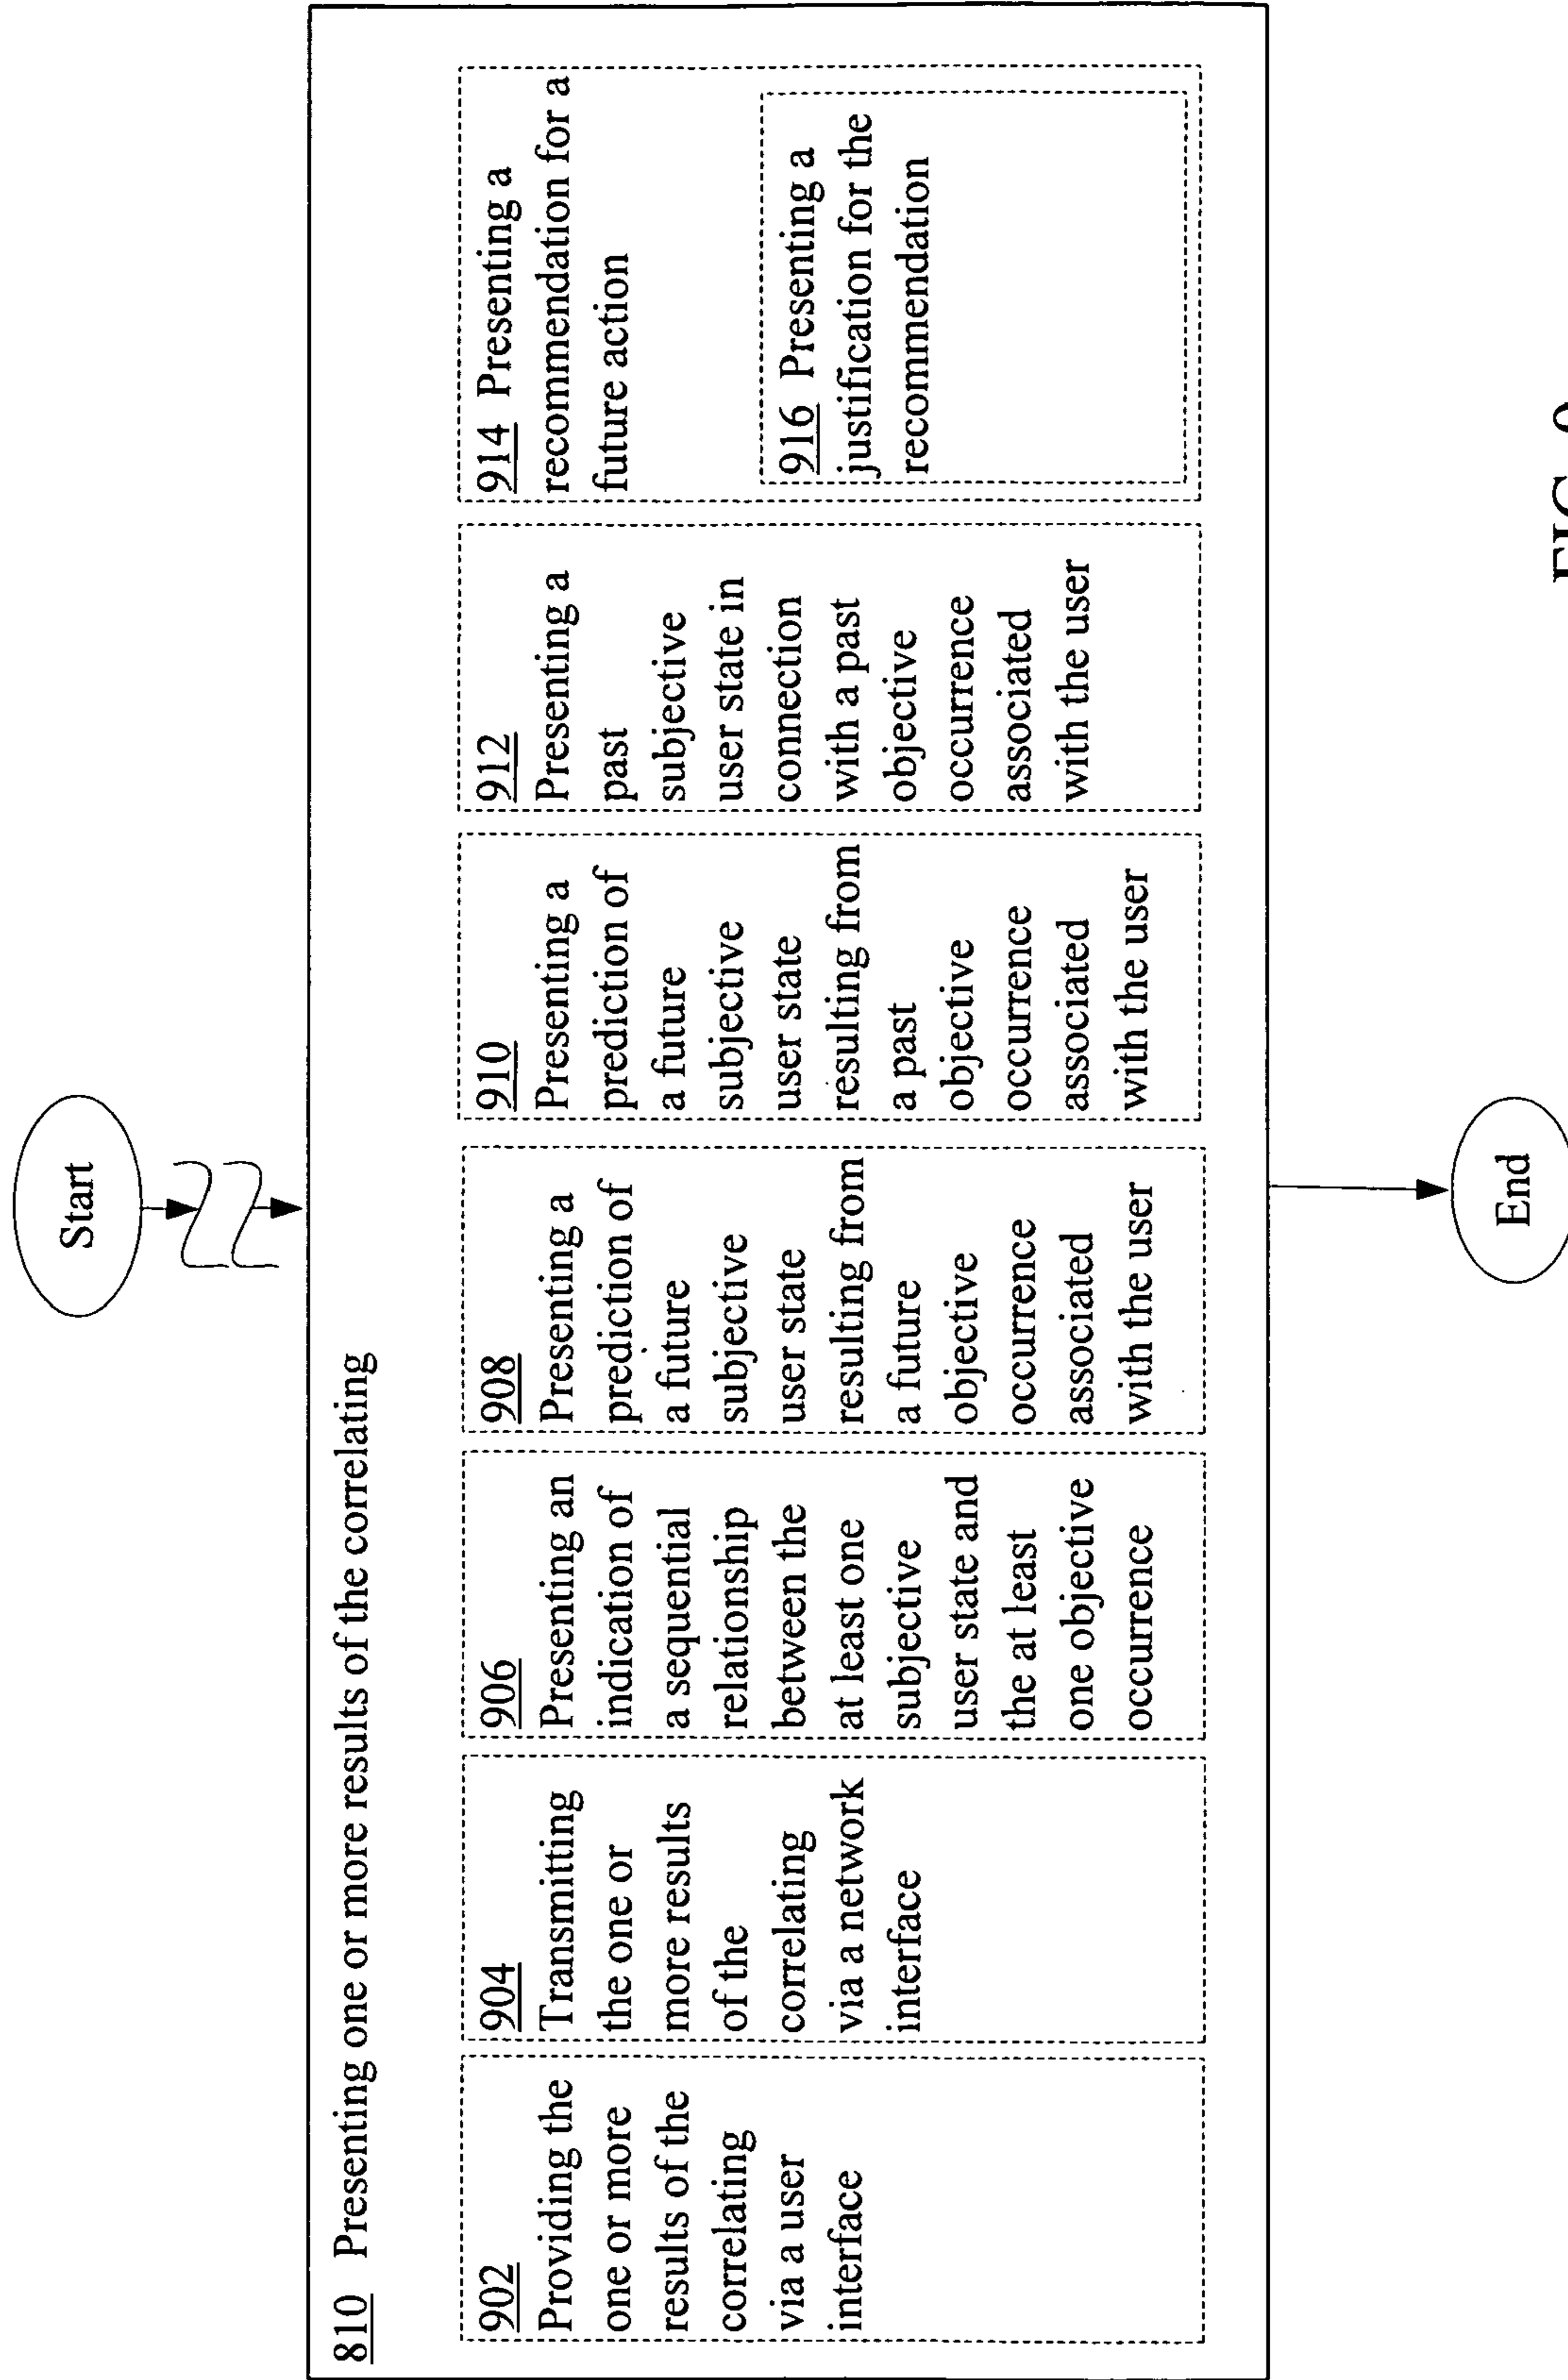 Start
810 Presenting one or more results of the correlating
902
Providing the
one or more
results of the
correlating
via a user
interface
904
Transmitting
the one or
more results
of the
correlating
via a network
interface
906
Presenting an
indication of
a sequential
relationship
between the
at least one
subjective
user state and
the at least
one objective
occurrence
908
Presenting a
prediction of
a future
subjective
user state
resulting from
a future
objective
occurrence
associated
with the user
910
Presenting a
prediction of
a future
subjective
user state
resulting from
a past
objective
occurrence
associated
with the user
912
Presenting a
past
subjective
user state in
connection
with a past
objective
occurrence
associated
with the user
914 Presenting a
recommendation for a
future action
916 Presenting a
justification for the
recommendation
End
FIG.